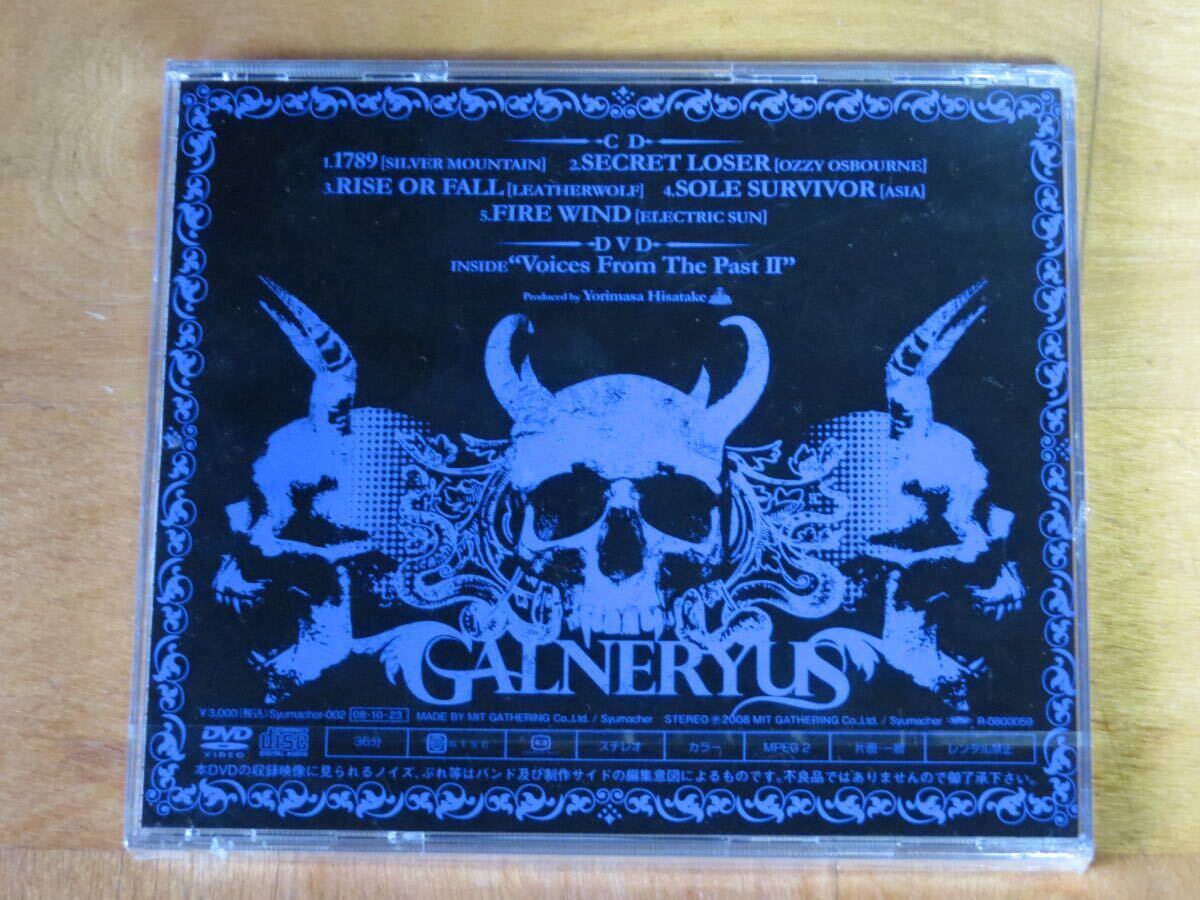 CD
1.1789[SILVER MOUNTAIN] 2.SECRET LOSER[OZZY OSBOURNE]
3.RISE OR FALL[LEATHERWOLF] 4.SOLE SURVIVOR[ASIA]
5.FIRE WIND[ELECTRIC SUN]
DVD
INSIDE“Voices From The Past II”
Produced by Yorimasa Hisatake
GALNERYUS
¥3,000(税込) Syumacher-002 08・10・23 MADE BY MIT GATHERING Co.,Ltd. / Syumacher STEREO ℗2008 MIT GATHERING Co.,Ltd. / Syumacher R-0800059
DVD VIDEO disc 36分 NTSC ステレオ カラー MPEG 2 片面・一層 レンタル禁止
本DVDの収録映像に見られるノイズ、ぶれ等はバンド及び制作サイドの編集意図によるものです。不良品ではありませんので御了承下さい。